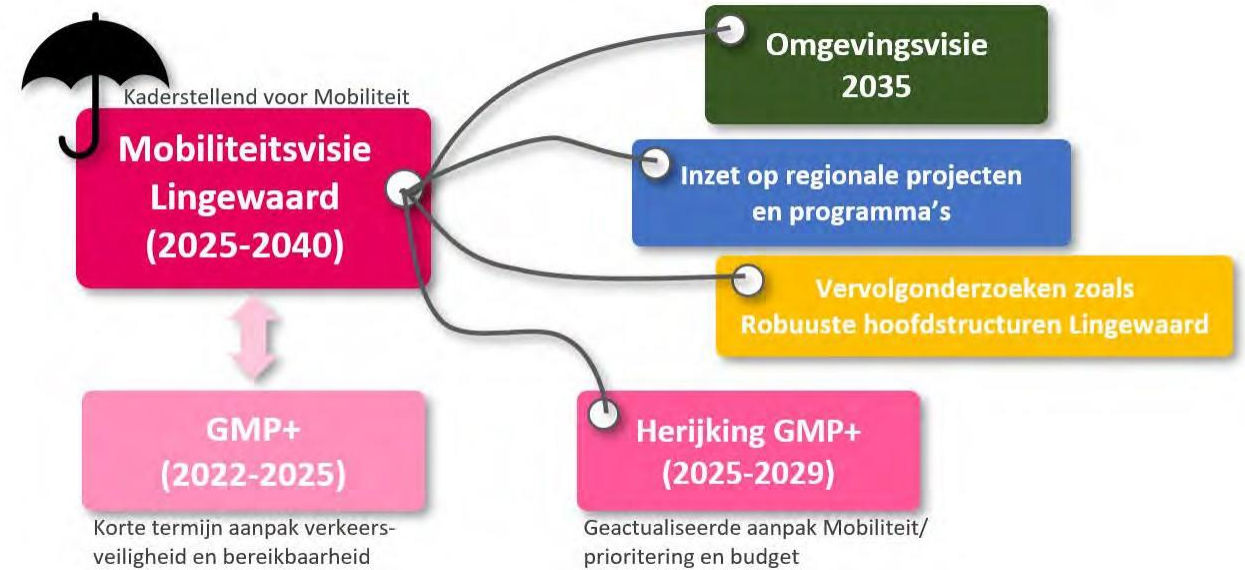 Kaderstellend voor Mobiliteit
Mobiliteitsvisie
Lingewaard
(2025-2040)
Omgevingsvisie
2035
Inzet op regionale projecten
en programma's
Vervolgonderzoeken zoals
Robuuste hoofdstructuren Lingewaard
GMP+
(2022-2025)
Korte termijn aanpak verkeers-
veiligheid en bereikbaarheid
Herijking GMP+
(2025-2029)
Geactualiseerde aanpak Mobiliteit/
prioritering en budget